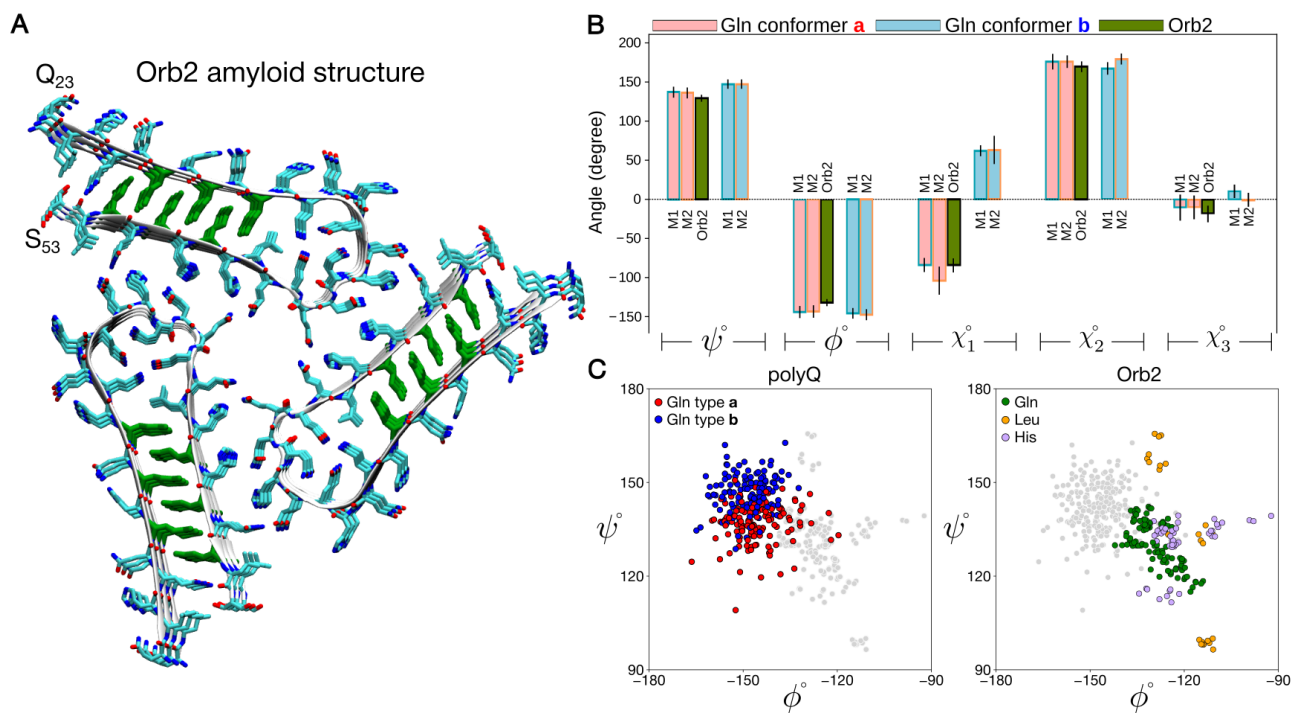 A
Orb2 amyloid structure
Q23
S53
B
Gln conformer a
Gln conformer b
Orb2
Angle (degree)
200
150
100
50
0
−50
−100
−150
M1
M2
Orb2
M1
M2
M1
M2
Orb2
M1
M2
M1
M2
Orb2
M1
M2
M1
M2
Orb2
M1
M2
M1
M2
Orb2
M1
M2
ψ°
ϕ°
χ1°
χ2°
χ3°
C
polyQ
Gln type a
Gln type b
180
150
120
90
ψ°
−180
−150
−120
−90
ϕ°
Orb2
Gln
Leu
His
180
150
120
90
ψ°
−180
−150
−120
−90
ϕ°